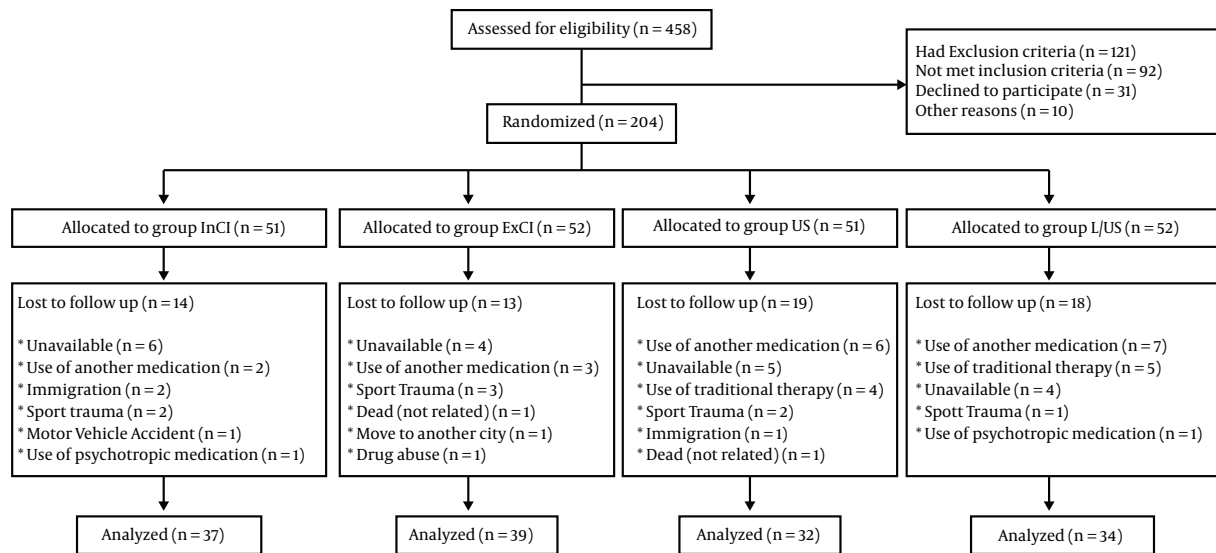 Assessed for eligibility (n = 458)
Had Exclusion criteria (n = 121)
Not met inclusion criteria (n = 92)
Declined to participate (n = 31)
Other reasons (n = 10)
Randomized (n = 204)
Allocated to group InCI (n = 51)
Allocated to group ExCI (n = 52)
Allocated to group US (n = 51)
Allocated to group L/US (n = 52)
Lost to follow up (n = 14)
* Unavailable (n = 6)
* Use of another medication (n = 2)
* Immigration (n = 2)
* Sport trauma (n = 2)
* Motor Vehicle Accident (n = 1)
* Use of psychotropic medication (n = 1)
Lost to follow up (n = 13)
* Unavailable (n = 4)
* Use of another medication (n = 3)
* Sport Trauma (n = 3)
* Dead (not related) (n = 1)
* Move to another city (n = 1)
* Drug abuse (n = 1)
Lost to follow up (n = 19)
* Use of another medication (n = 6)
* Unavailable (n = 5)
* Use of traditional therapy (n = 4)
* Sport Trauma (n = 2)
* Immigration (n = 1)
* Dead (not related) (n = 1)
Lost to follow up (n = 18)
* Use of another medication (n = 7)
* Use of traditional therapy (n = 5)
* Unavailable (n = 4)
* Spott Trauma (n = 1)
* Use of psychotropic medication (n = 1)
Analyzed (n = 37)
Analyzed (n = 39)
Analyzed (n = 32)
Analyzed (n = 34)